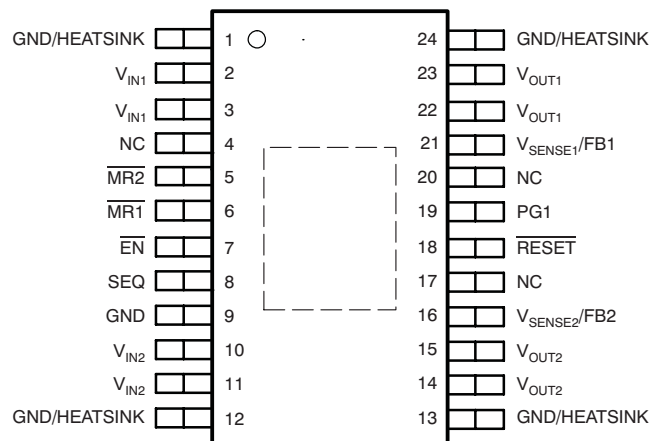 GND/HEATSINK 1 24 GND/HEATSINK
VIN1 2 23 VOUT1
VIN1 3 22 VOUT1
NC 4 21 VSENSE1/FB1
MR2 5 20 NC
MR1 6 19 PG1
EN 7 18 RESET
SEQ 8 17 NC
GND 9 16 VSENSE2/FB2
VIN2 10 15 VOUT2
VIN2 11 14 VOUT2
GND/HEATSINK 12 13 GND/HEATSINK